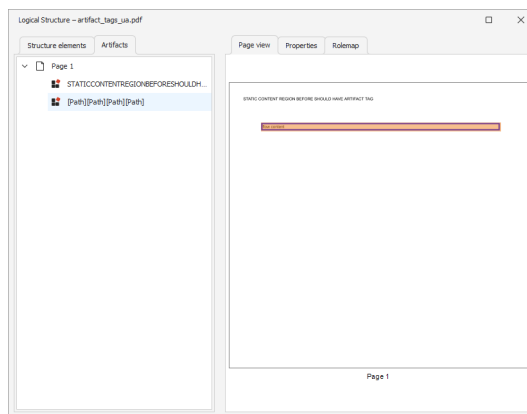 Logical Structure – artifact_tags_ua.pdf
Structure elements
Artifacts
Page view
Properties
Rolemap
Page 1
STATICCONTENTREGIONBEFORESHOULDH...
[Path][Path][Path][Path]
STATIC CONTENT REGION BEFORE SHOULD HAVE ARTIFACT TAG
content
Page 1